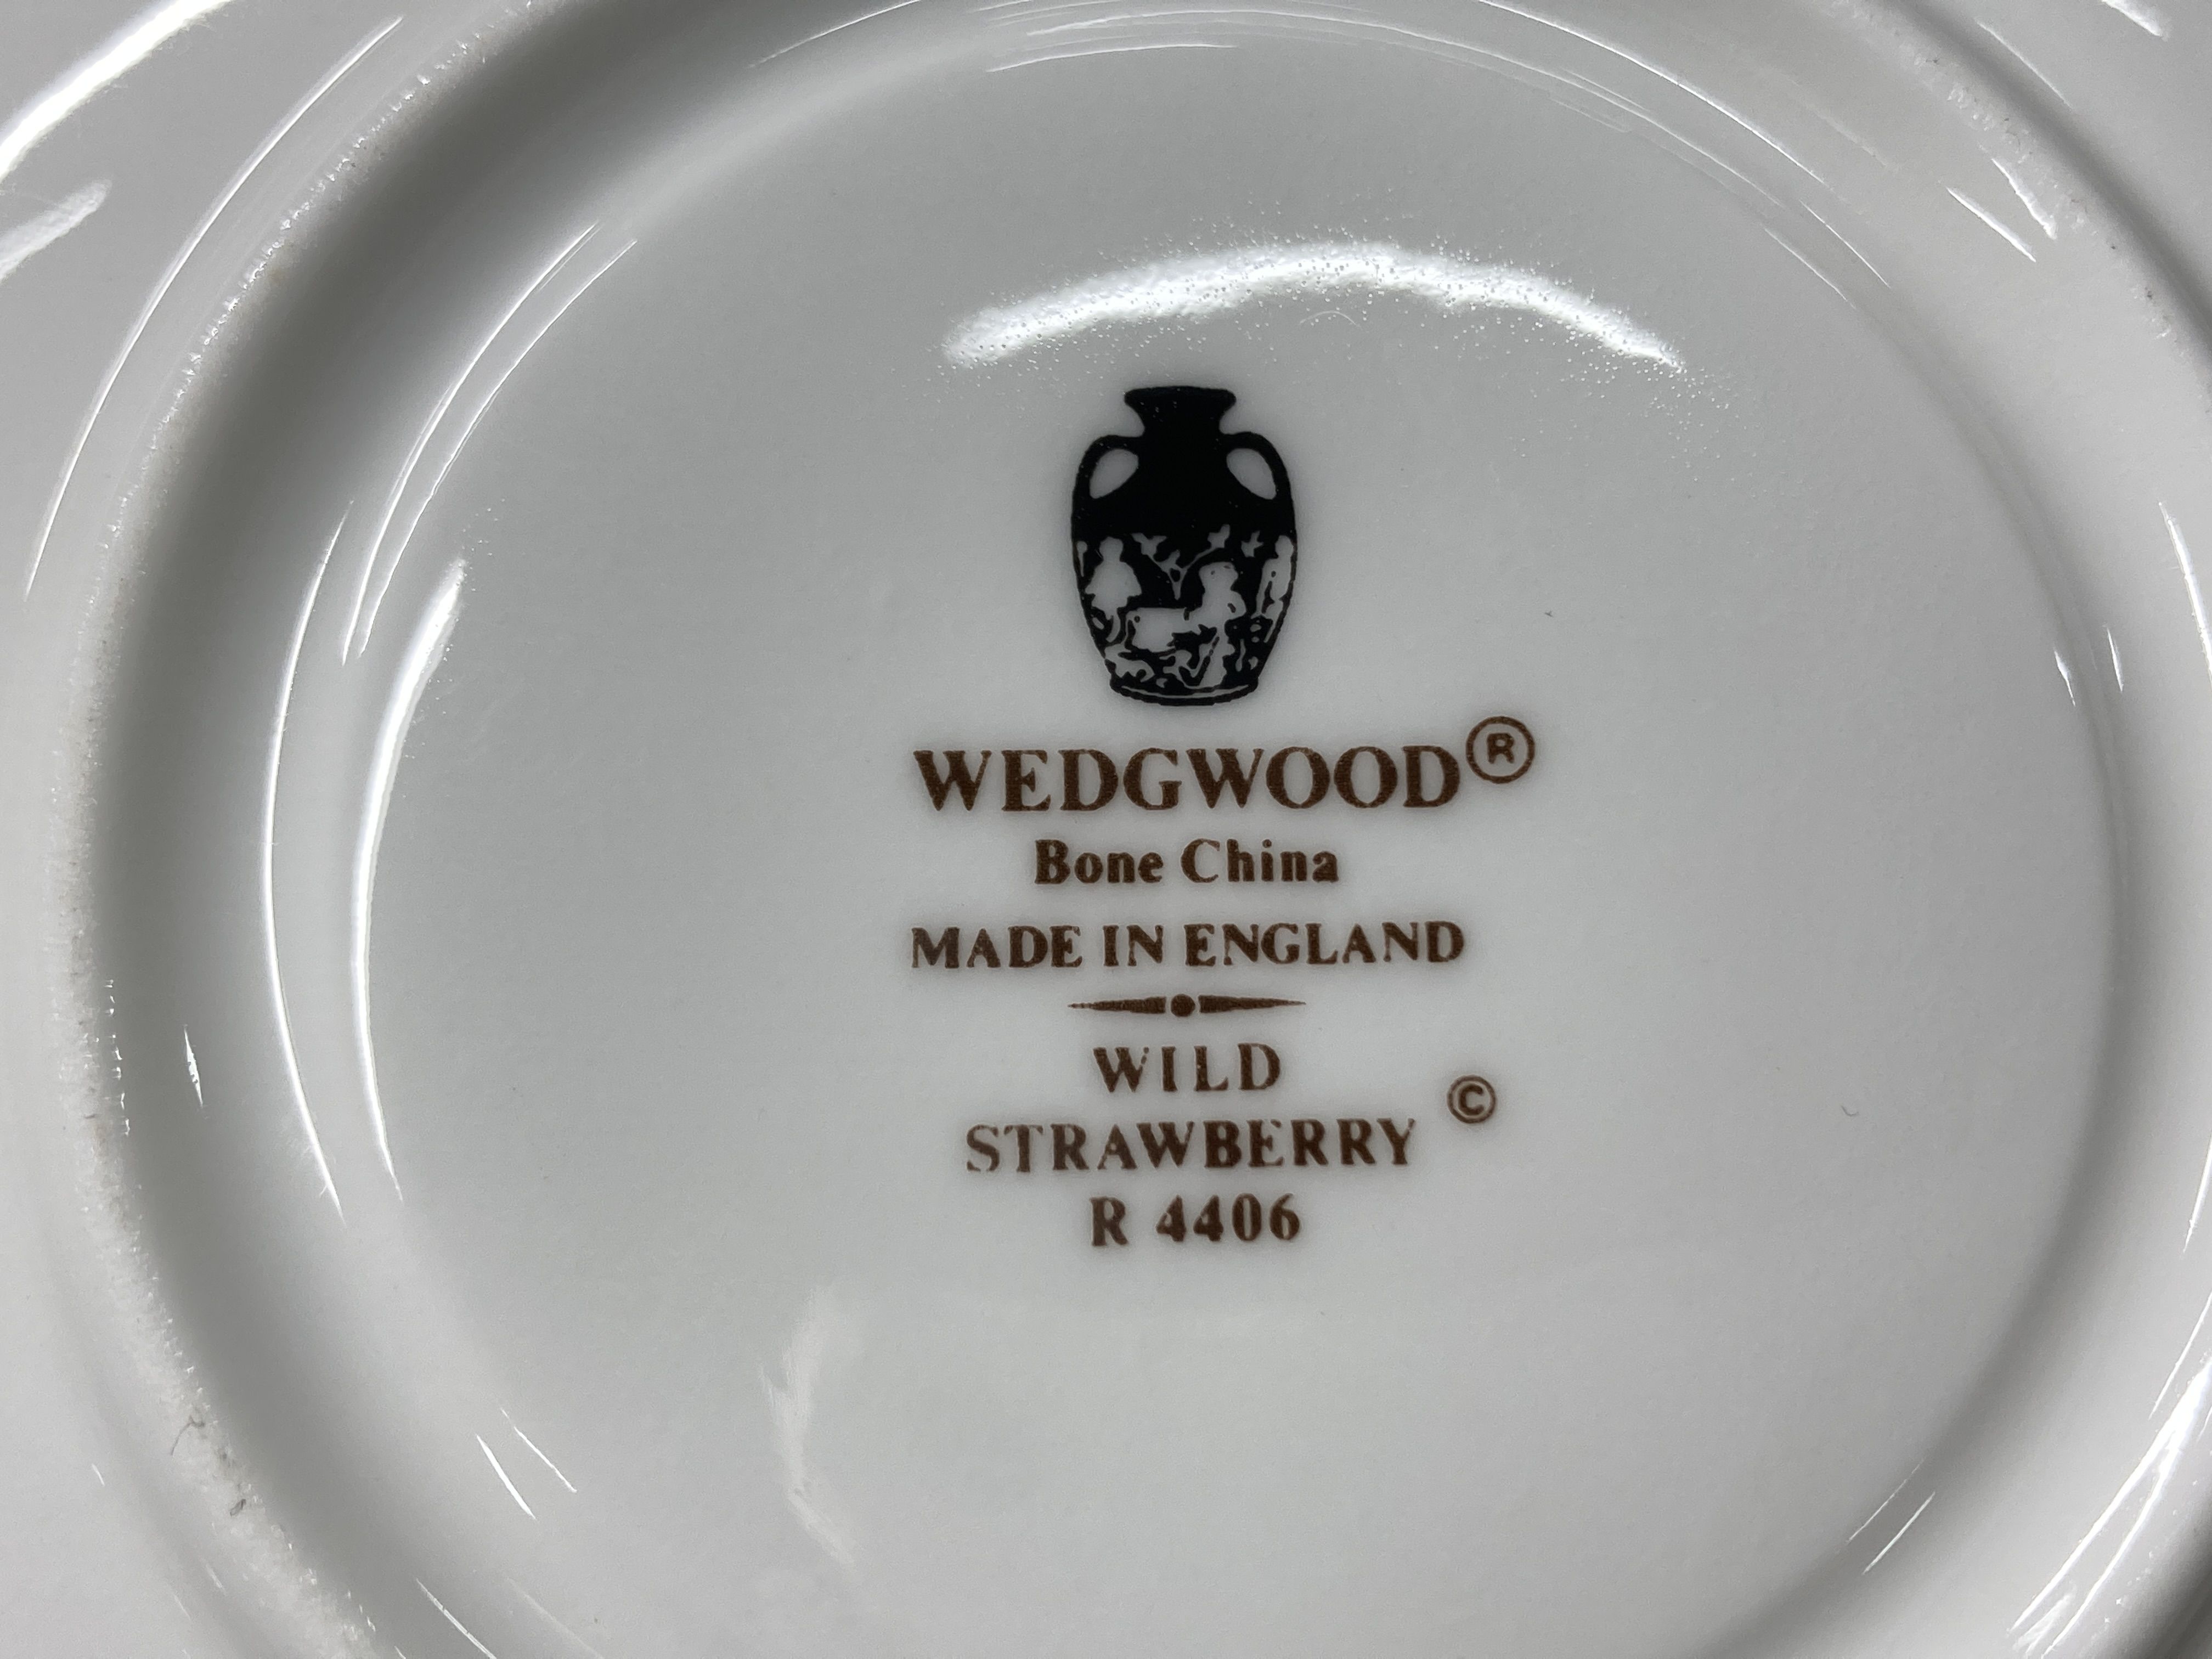 WEDGWOOD®
Bone China
MADE IN ENGLAND
WILD
STRAWBERRY ©
R 4406